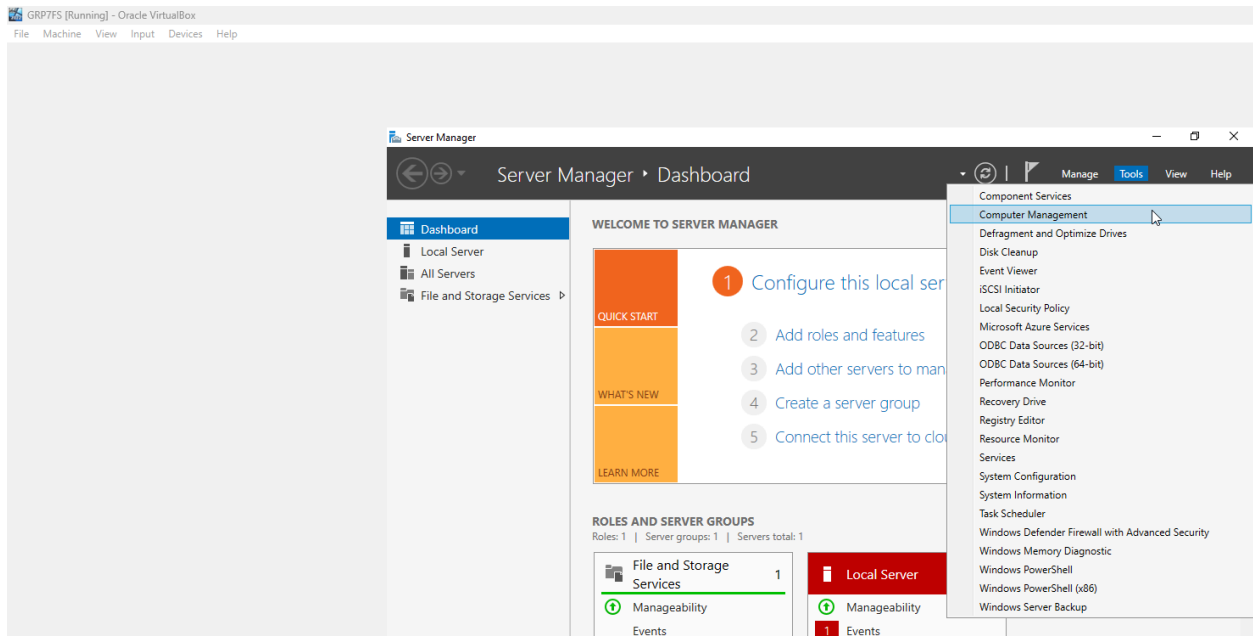 GRP7FS [Running] - Oracle VirtualBox
File Machine View Input Devices Help
Server Manager
Server Manager Dashboard
Manage Tools View Help
Dashboard
Local Server
All Servers
File and Storage Services
WELCOME TO SERVER MANAGER
QUICK START
WHAT'S NEW
LEARN MORE
1 Configure this local ser
2 Add roles and features
3 Add other servers to man
4 Create a server group
5 Connect this server to clou
ROLES AND SERVER GROUPS
Roles: 1 | Server groups: 1 | Servers total: 1
File and Storage
Services
1
Manageability
Events
Local Server
Manageability
1 Events
Component Services
Computer Management
Defragment and Optimize Drives
Disk Cleanup
Event Viewer
iSCSI Initiator
Local Security Policy
Microsoft Azure Services
ODBC Data Sources (32-bit)
ODBC Data Sources (64-bit)
Performance Monitor
Recovery Drive
Registry Editor
Resource Monitor
Services
System Configuration
System Information
Task Scheduler
Windows Defender Firewall with Advanced Security
Windows Memory Diagnostic
Windows PowerShell
Windows PowerShell (x86)
Windows Server Backup